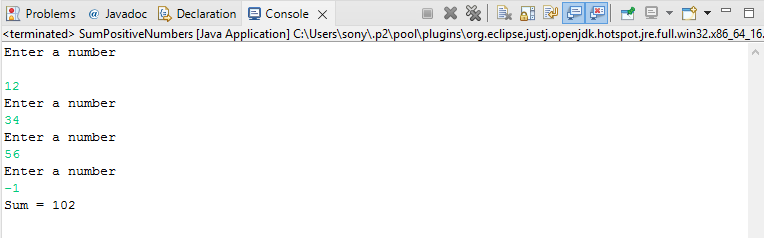 Problems @ Javadoc Declaration Console
<terminated> SumPositiveNumbers [Java Application] C:\Users\sony\.p2\pool\plugins\org.eclipse.justj.openjdk.hotspot.jre.full.win32.x86_64_16.
Enter a number
12
Enter a number
34
Enter a number
56
Enter a number
-1
Sum = 102